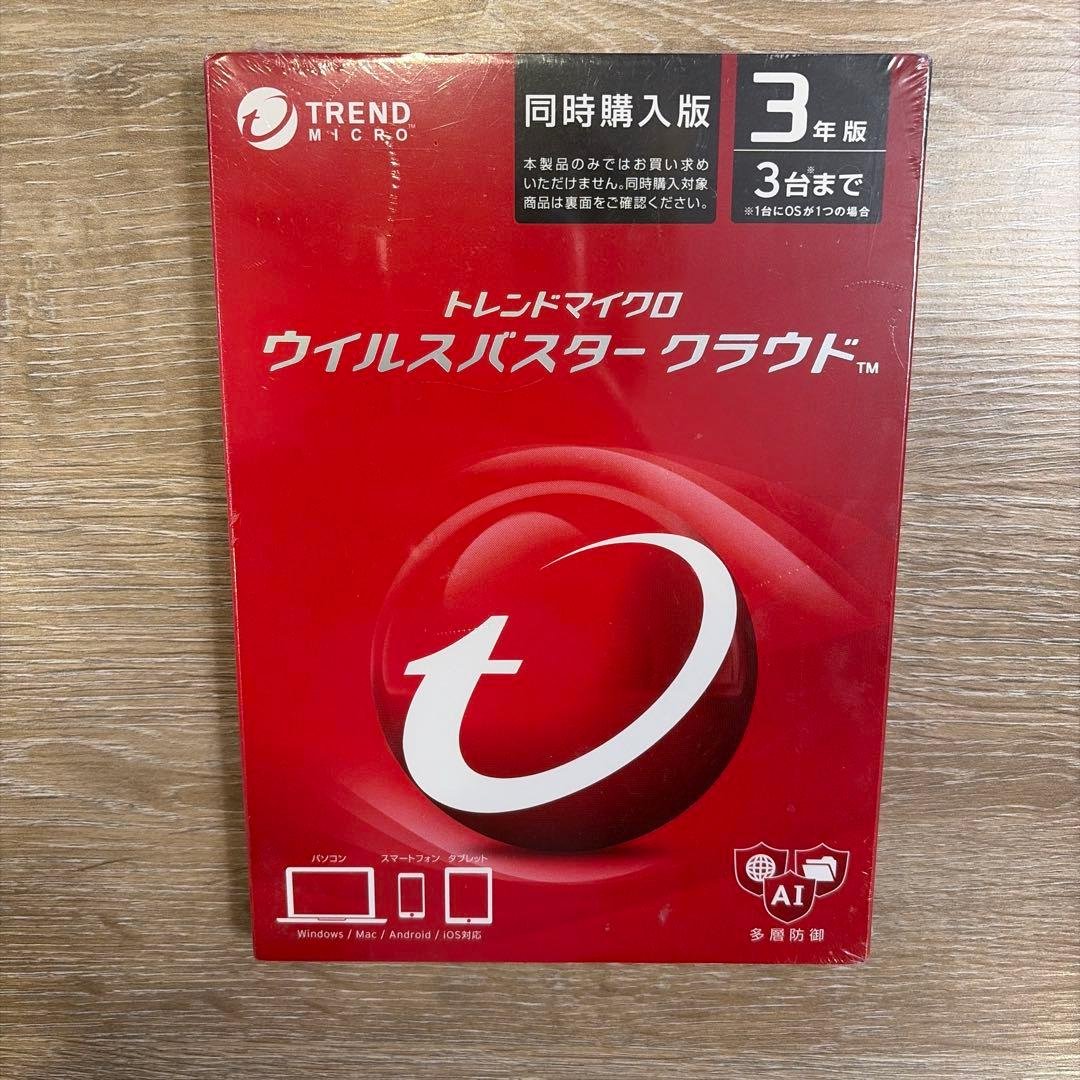 TREND
MICRO™
同時購入版
本製品のみではお買い求め
いただけません。同時購入対象
商品は裏面をご確認ください。
3年版
3台※まで
※1台にOSが1つの場合
トレンドマイクロ
ウイルスバスター クラウド™
パソコン スマートフォン タブレット
Windows / Mac / Android / iOS対応
AI
多層防御